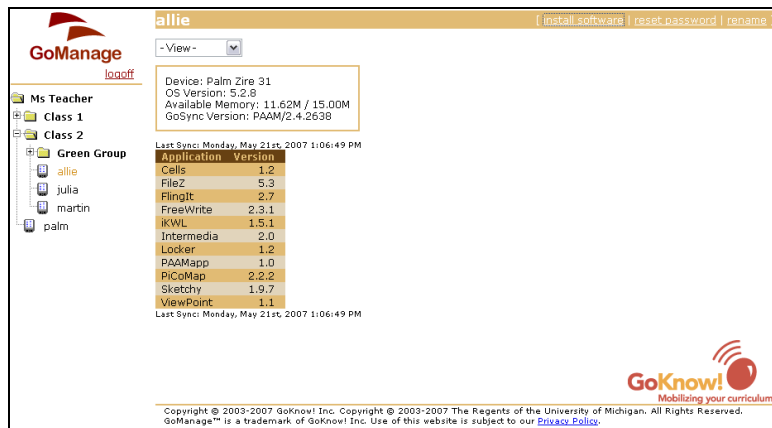 allie
[ install software | reset password | rename ]
GoManage
logoff
Ms Teacher
Class 1
Class 2
Green Group
allie
julia
martin
palm
- View -
Device: Palm Zire 31
OS Version: 5.2.8
Available Memory: 11.62M / 15.00M
GoSync Version: PAAM/2.4.2638
Last Sync: Monday, May 21st, 2007 1:06:49 PM
Application Version
Cells 1.2
FileZ 5.3
FlingIt 2.7
FreeWrite 2.3.1
iKWL 1.5.1
Intermedia 2.0
Locker 1.2
PAAMapp 1.0
PiCoMap 2.2.2
Sketchy 1.9.7
ViewPoint 1.1
Last Sync: Monday, May 21st, 2007 1:06:49 PM
GoKnow!
Mobilizing your curriculum
Copyright © 2003-2007 GoKnow! Inc. Copyright © 2003-2007 The Regents of the University of Michigan. All Rights Reserved.
GoManage™ is a trademark of GoKnow! Inc. Use of this website is subject to our Privacy Policy.